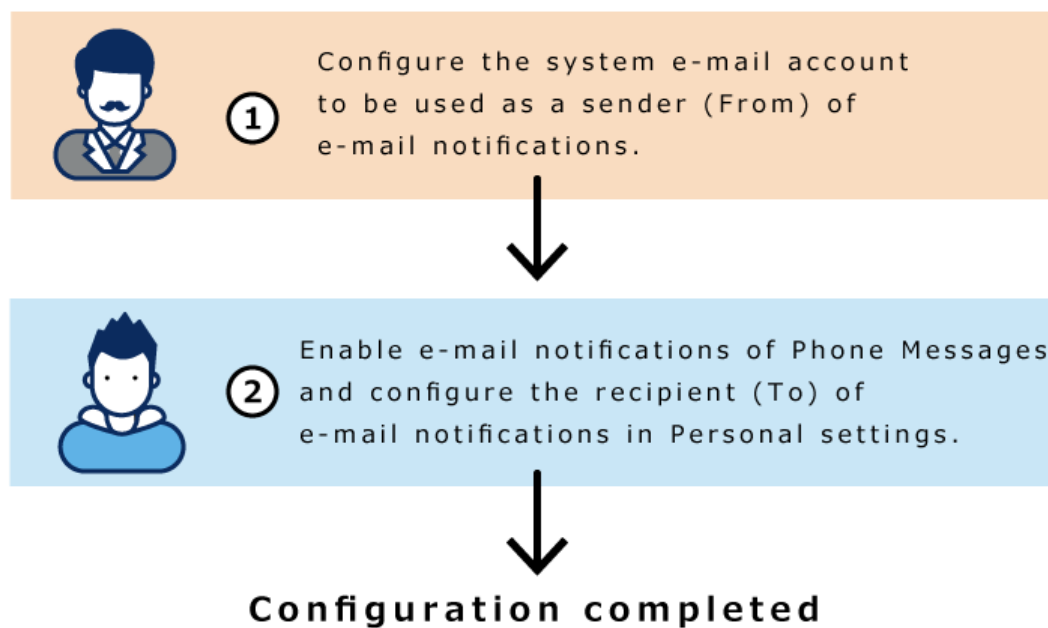 Configure the system e-mail account
1
to be used as a sender (From) of
e-mail notifications.
Enable e-mail notifications of Phone Messages
2
and configure the recipient (To) of
e-mail notifications in Personal settings.
Configuration completed